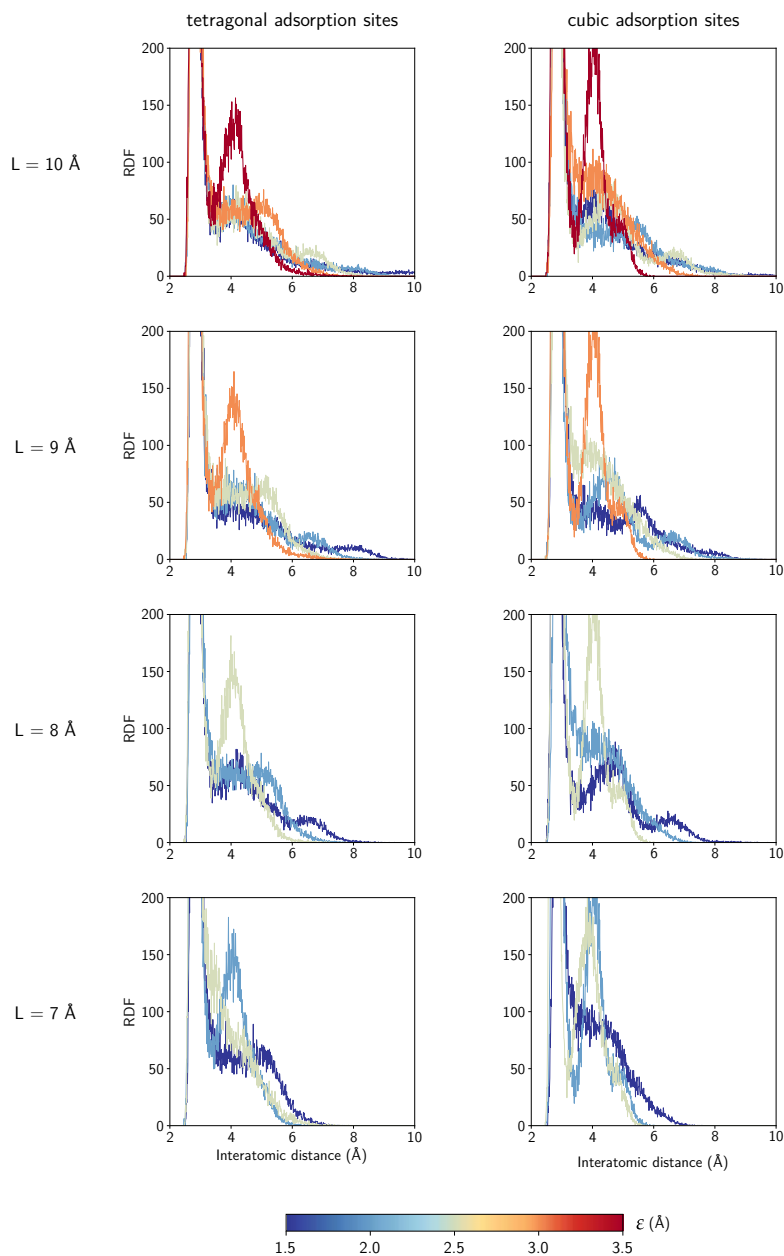 tetragonal adsorption sites
cubic adsorption sites
L = 10 Å
RDF
200
150
100
50
0
2 4 6 8 10
200
150
100
50
0
2 4 6 8 10
L = 9 Å
RDF
200
150
100
50
0
2 4 6 8 10
200
150
100
50
0
2 4 6 8 10
L = 8 Å
RDF
200
150
100
50
0
2 4 6 8 10
200
150
100
50
0
2 4 6 8 10
L = 7 Å
RDF
200
150
100
50
0
2 4 6 8 10
Interatomic distance (Å)
200
150
100
50
0
2 4 6 8 10
Interatomic distance (Å)
ℰ (Å)
1.5 2.0 2.5 3.0 3.5